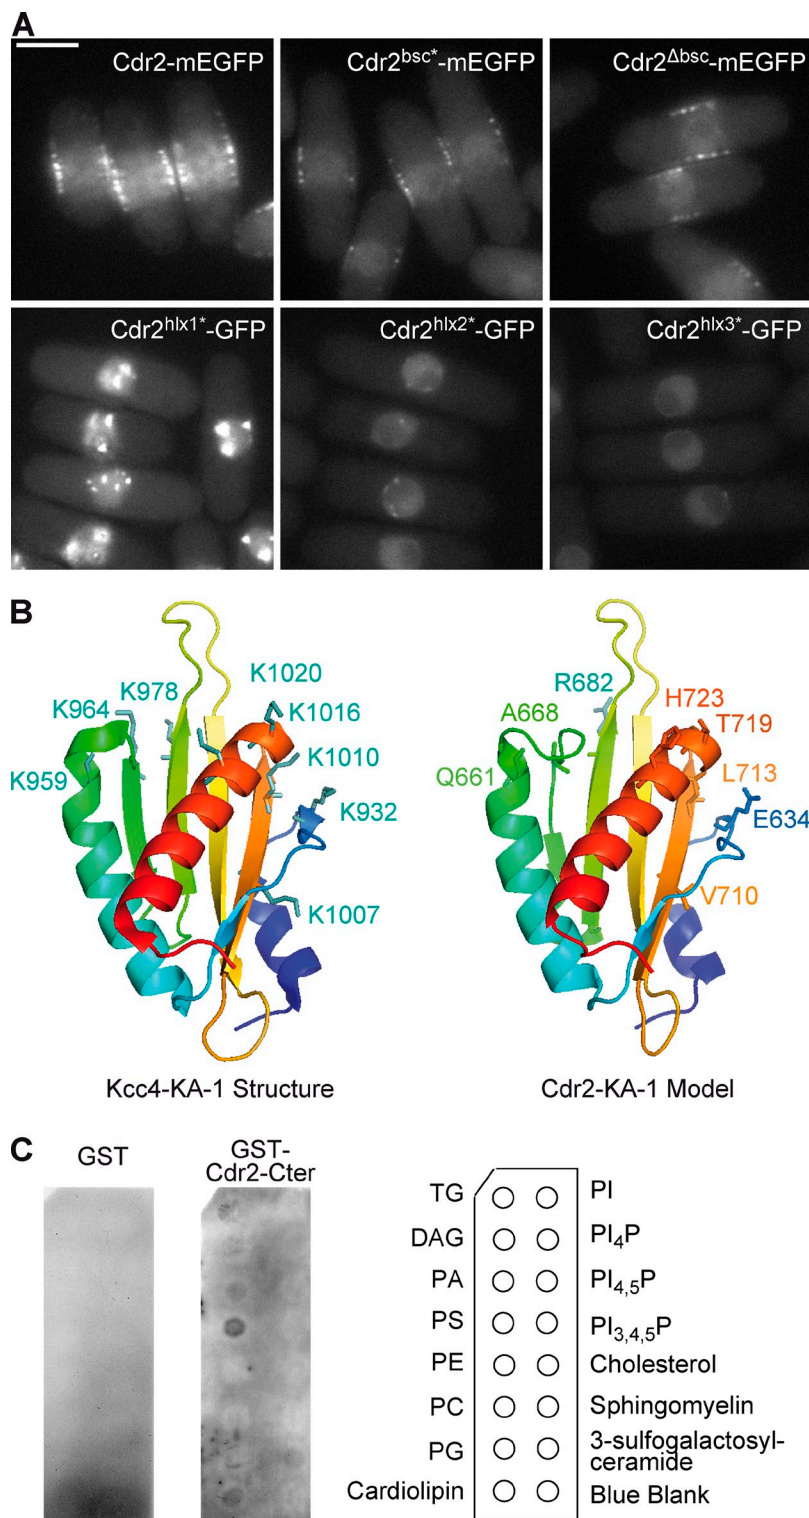 A
Cdr2-mEGFP
Cdr2bsc*-mEGFP
Cdr2Δbsc-mEGFP
Cdr2hlx1*-GFP
Cdr2hlx2*-GFP
Cdr2hlx3*-GFP
B
K1020
K978
K964
K1016
K1010
K959
K932
K1007
Kcc4-KA-1 Structure
R682
H723
A668
T719
Q661
L713
E634
V710
Cdr2-KA-1 Model
C
GST
GST-
Cdr2-Cter
TG
PI
DAG
PI4P
PA
PI4,5P
PS
PI3,4,5P
PE
Cholesterol
PC
Sphingomyelin
PG
3-sulfogalactosyl-
ceramide
Cardiolipin
Blue Blank